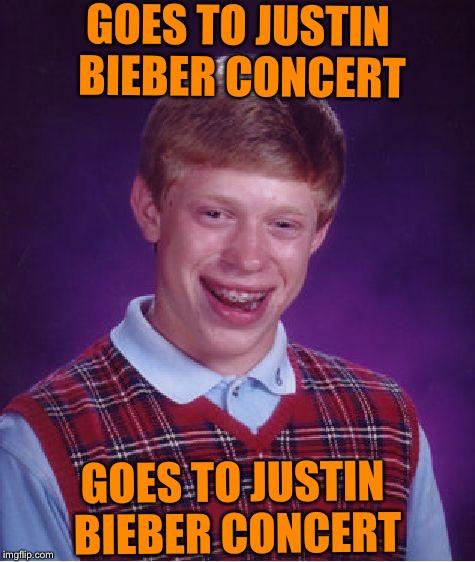 GOES TO JUSTIN
BIEBER CONCERT
GOES TO JUSTIN
BIEBER CONCERT
imgflip.com